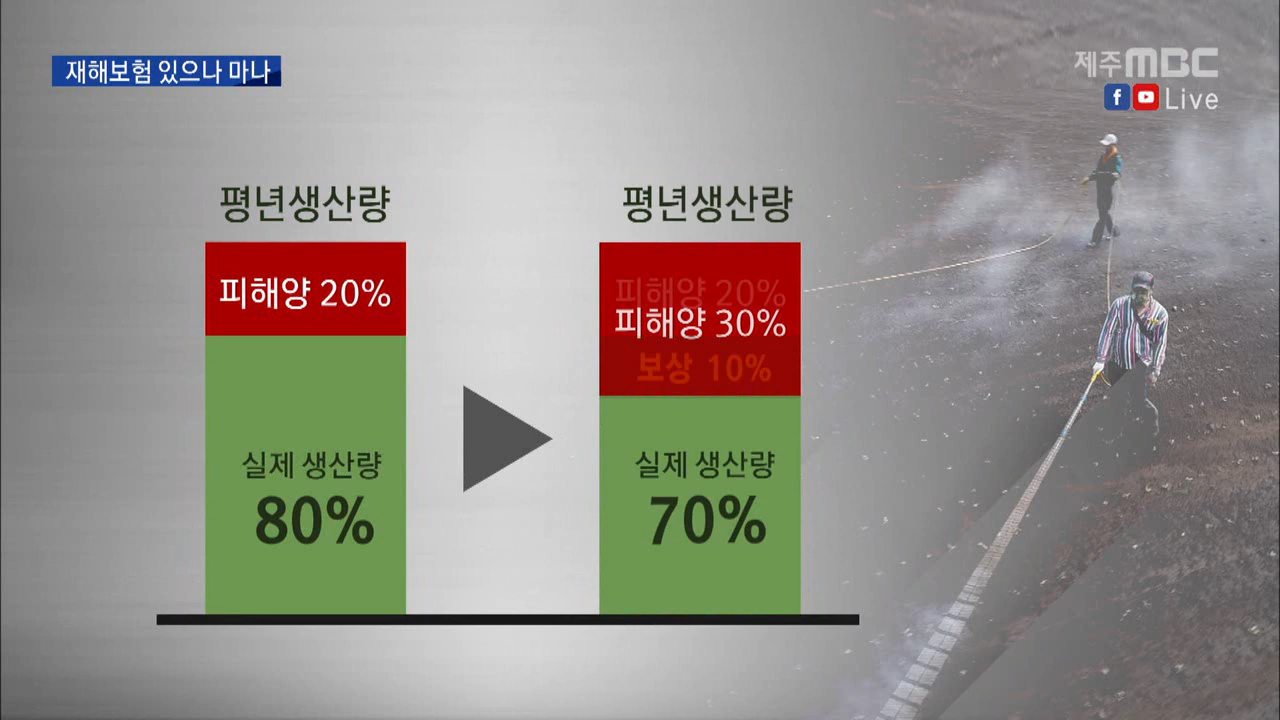 재해보험 있으나 마나
제주MBC
f Live
평년생산량
피해양 20%
실제 생산량
80%
평년생산량
피해양 20%
피해양 30%
보상 10%
실제 생산량
70%